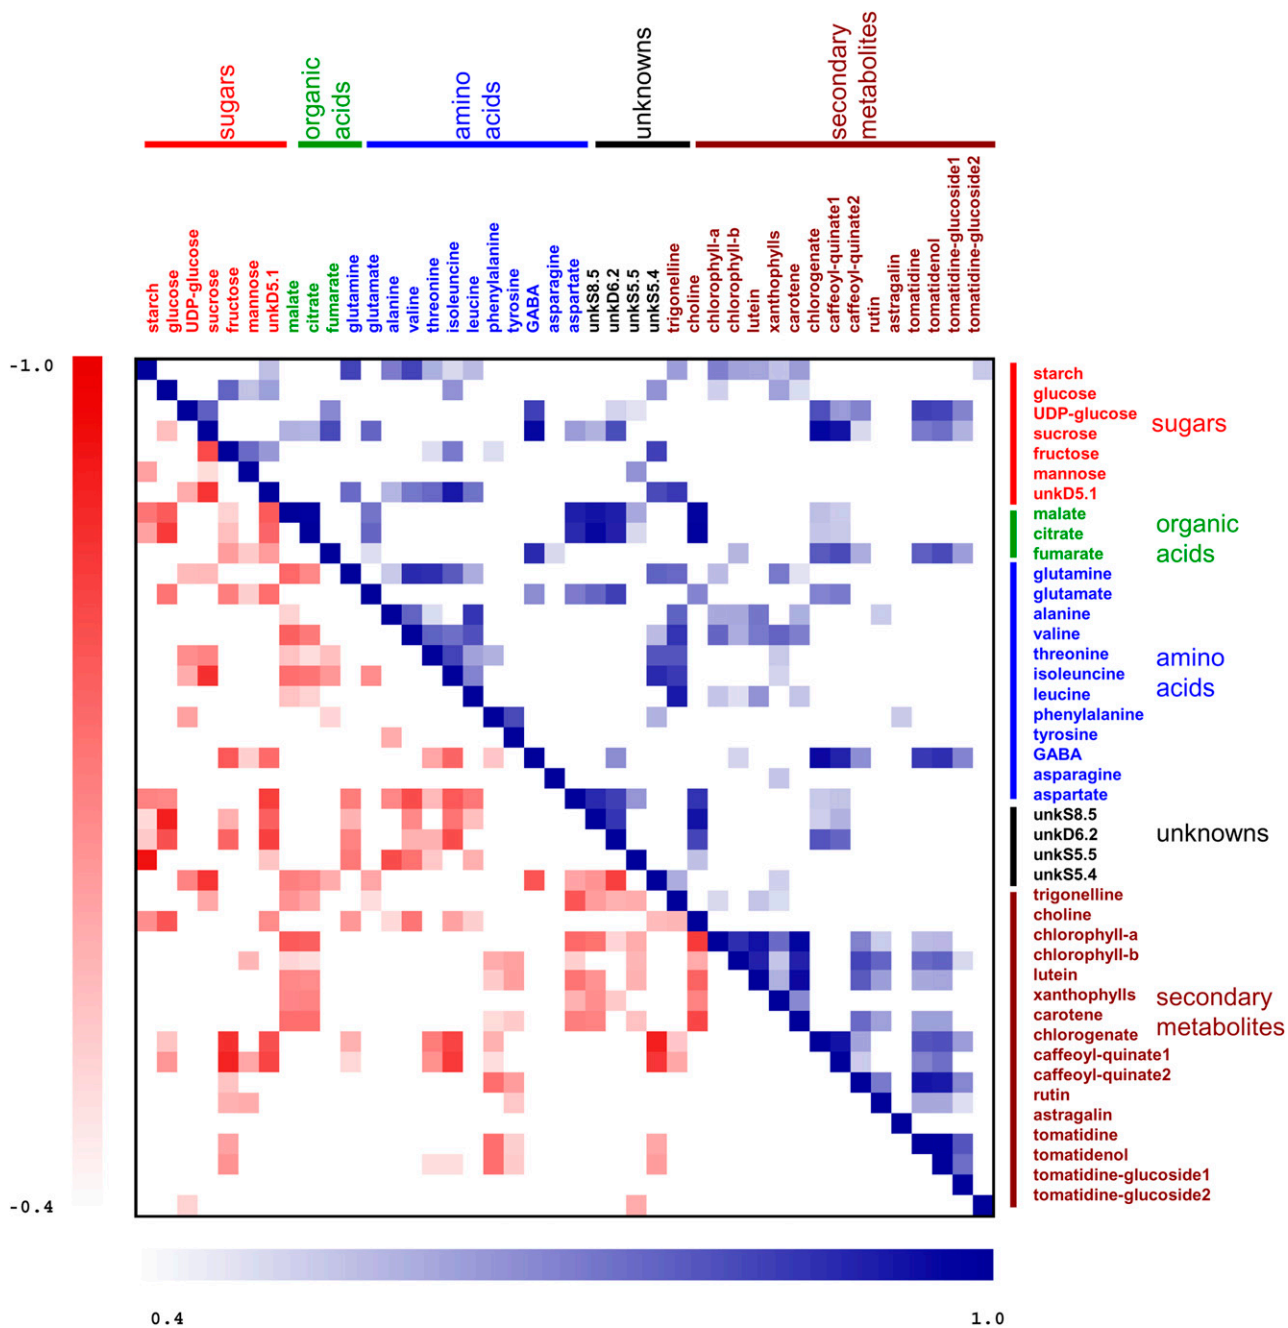 sugars
organic
acids
amino
acids
unknowns
secondary
metabolites
starch
glucose
UDP-glucose
sucrose
fructose
mannose
unkD5.1
malate
citrate
fumarate
glutamine
glutamate
alanine
valine
threonine
isoleuncine
leucine
phenylalanine
tyrosine
GABA
asparagine
aspartate
unkS8.5
unkD6.2
unkS5.5
unkS5.4
trigonelline
choline
chlorophyll-a
chlorophyll-b
lutein
xanthophylls
carotene
chlorogenate
caffeoyl-quinate1
caffeoyl-quinate2
rutin
astragalin
tomatidine
tomatidenol
tomatidine-glucoside1
tomatidine-glucoside2
-1.0
-0.4
starch
glucose
UDP-glucose
sucrose
fructose
mannose
unkD5.1
sugars
malate
citrate
fumarate
organic
acids
glutamine
glutamate
alanine
valine
threonine
isoleuncine
leucine
phenylalanine
tyrosine
GABA
asparagine
aspartate
amino
acids
unkS8.5
unkD6.2
unkS5.5
unkS5.4
unknowns
trigonelline
choline
chlorophyll-a
chlorophyll-b
lutein
xanthophylls
carotene
chlorogenate
caffeoyl-quinate1
caffeoyl-quinate2
rutin
astragalin
tomatidine
tomatidenol
tomatidine-glucoside1
tomatidine-glucoside2
secondary
metabolites
0.4
1.0